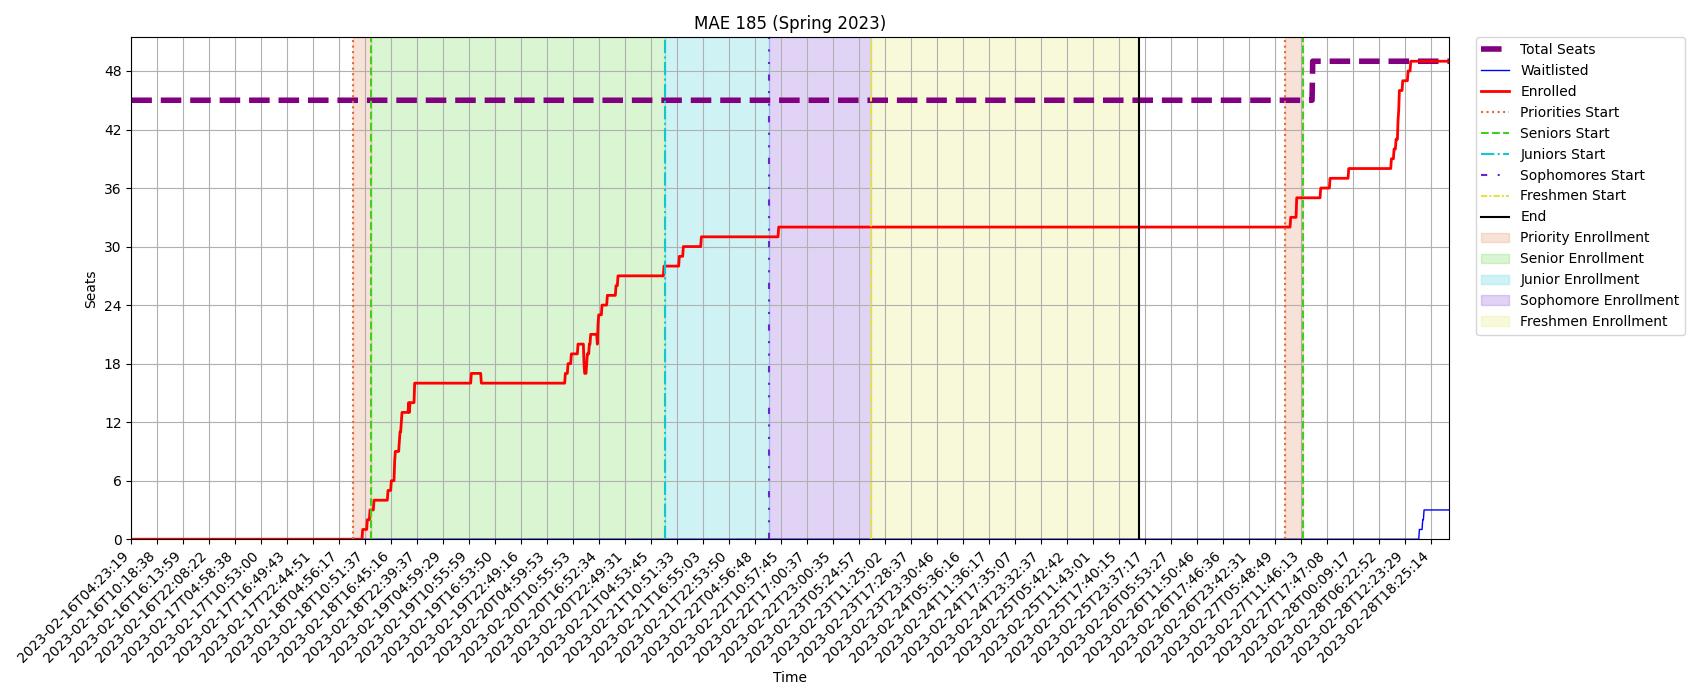 MAE 185 (Spring 2023)
Seats
48
42
36
30
24
18
12
6
0
2023-02-16T04:23:19
2023-02-16T10:18:38
2023-02-16T16:13:59
2023-02-16T22:08:22
2023-02-17T04:58:38
2023-02-17T10:53:00
2023-02-17T16:49:43
2023-02-17T22:44:51
2023-02-18T04:56:17
2023-02-18T10:51:37
2023-02-18T16:45:16
2023-02-18T22:39:37
2023-02-19T04:59:29
2023-02-19T10:55:59
2023-02-19T16:53:50
2023-02-19T22:49:16
2023-02-20T04:59:53
2023-02-20T10:55:53
2023-02-20T16:52:34
2023-02-20T22:49:31
2023-02-21T04:53:45
2023-02-21T10:51:33
2023-02-21T16:55:03
2023-02-21T22:53:50
2023-02-22T04:56:48
2023-02-22T10:57:45
2023-02-22T17:00:37
2023-02-22T23:00:35
2023-02-23T05:24:57
2023-02-23T11:25:02
2023-02-23T17:28:37
2023-02-23T23:30:46
2023-02-24T05:36:16
2023-02-24T11:36:17
2023-02-24T17:35:07
2023-02-24T23:32:37
2023-02-25T05:42:42
2023-02-25T11:43:01
2023-02-25T17:40:15
2023-02-25T23:37:17
2023-02-26T05:53:27
2023-02-26T11:50:46
2023-02-26T17:46:36
2023-02-26T23:42:31
2023-02-27T05:48:49
2023-02-27T11:46:13
2023-02-27T17:47:08
2023-02-28T00:09:17
2023-02-28T06:22:52
2023-02-28T12:23:29
2023-02-28T18:25:14
Time
Total Seats
Waitlisted
Enrolled
Priorities Start
Seniors Start
Juniors Start
Sophomores Start
Freshmen Start
End
Priority Enrollment
Senior Enrollment
Junior Enrollment
Sophomore Enrollment
Freshmen Enrollment